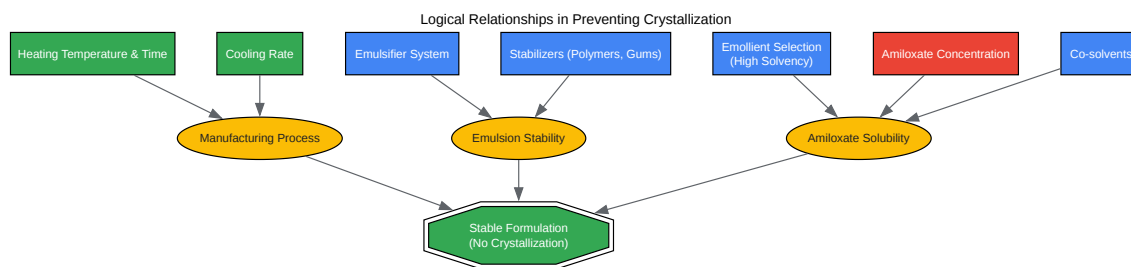 Logical Relationships in Preventing Crystallization
Heating Temperature & Time
Cooling Rate
Emulsifier System
Stabilizers (Polymers, Gums)
Emollient Selection
(High Solvency)
Amiloxate Concentration
Co-solvents
Manufacturing Process
Emulsion Stability
Amiloxate Solubility
Stable Formulation
(No Crystallization)